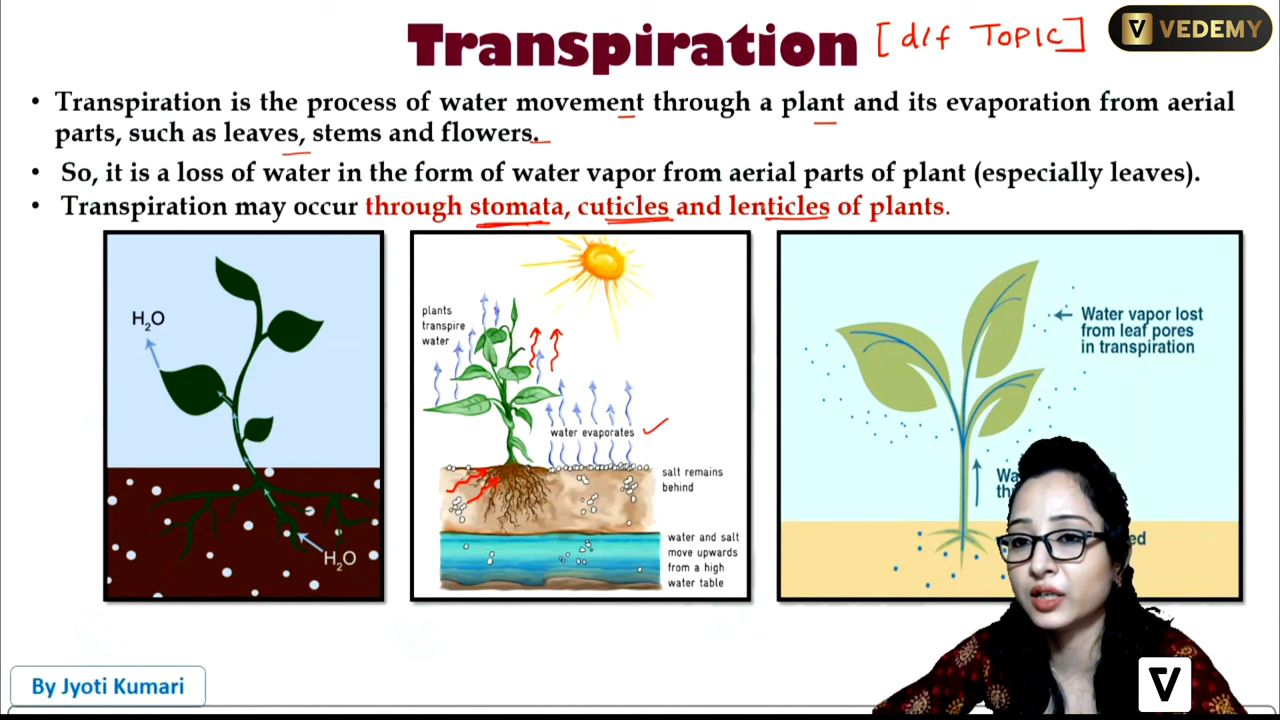 Transpiration [d/f TOPIC]
VEDEMY
• Transpiration is the process of water movement through a plant and its evaporation from aerial
parts, such as leaves, stems and flowers.
• So, it is a loss of water in the form of water vapor from aerial parts of plant (especially leaves).
• Transpiration may occur through stomata, cuticles and lenticles of plants.
H₂O
H₂O
plants
transpire
water
water evaporates
salt remains
behind
water and salt
move upwards
from a high
water table
Water vapor lost
from leaf pores
in transpiration
By Jyoti Kumari